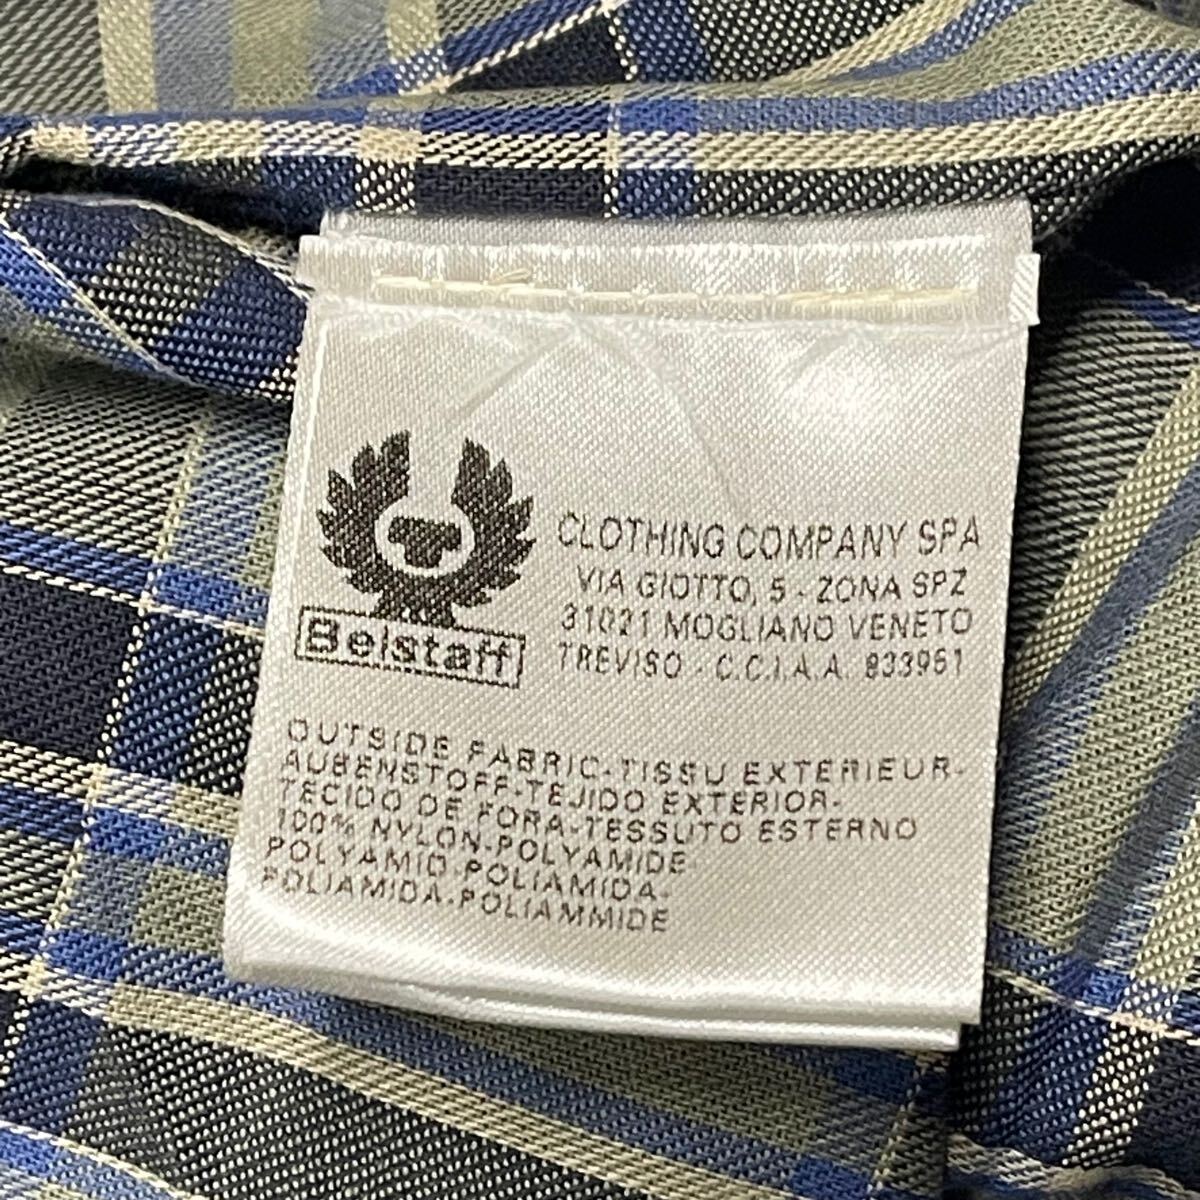 Belstaff
CLOTHING COMPANY SPA
VIA GIOTTO, 5 - ZONA SPZ
31021 MOGLIANO VENETO
TREVISO - C.C.I.A.A. 833961
OUTSIDE FABRIC-TISSU EXTERIEUR-
AUBENSTOFF-TEJIDO EXTERIOR-
TECIDO DE FORA-TESSUTO ESTERNO
100% NYLON-POLYAMIDE-
POLYAMID-POLIAMIDA-
POLIAMIDA-POLIAMMIDE